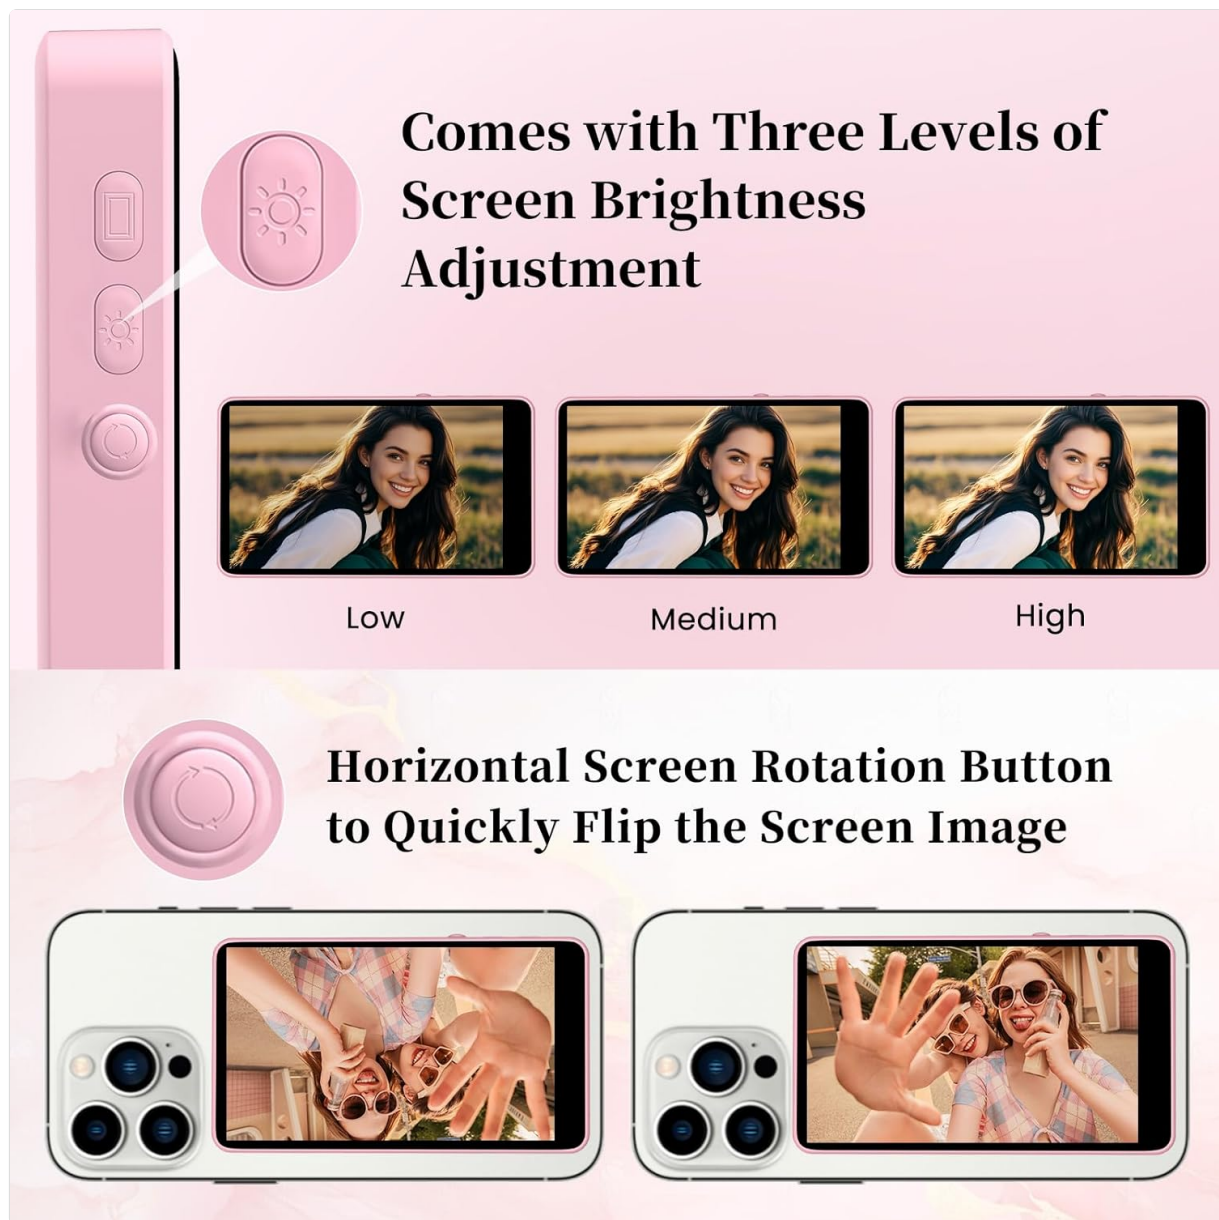 Comes with Three Levels of
Screen Brightness
Adjustment
Low
Medium
High
Horizontal Screen Rotation Button
to Quickly Flip the Screen Image